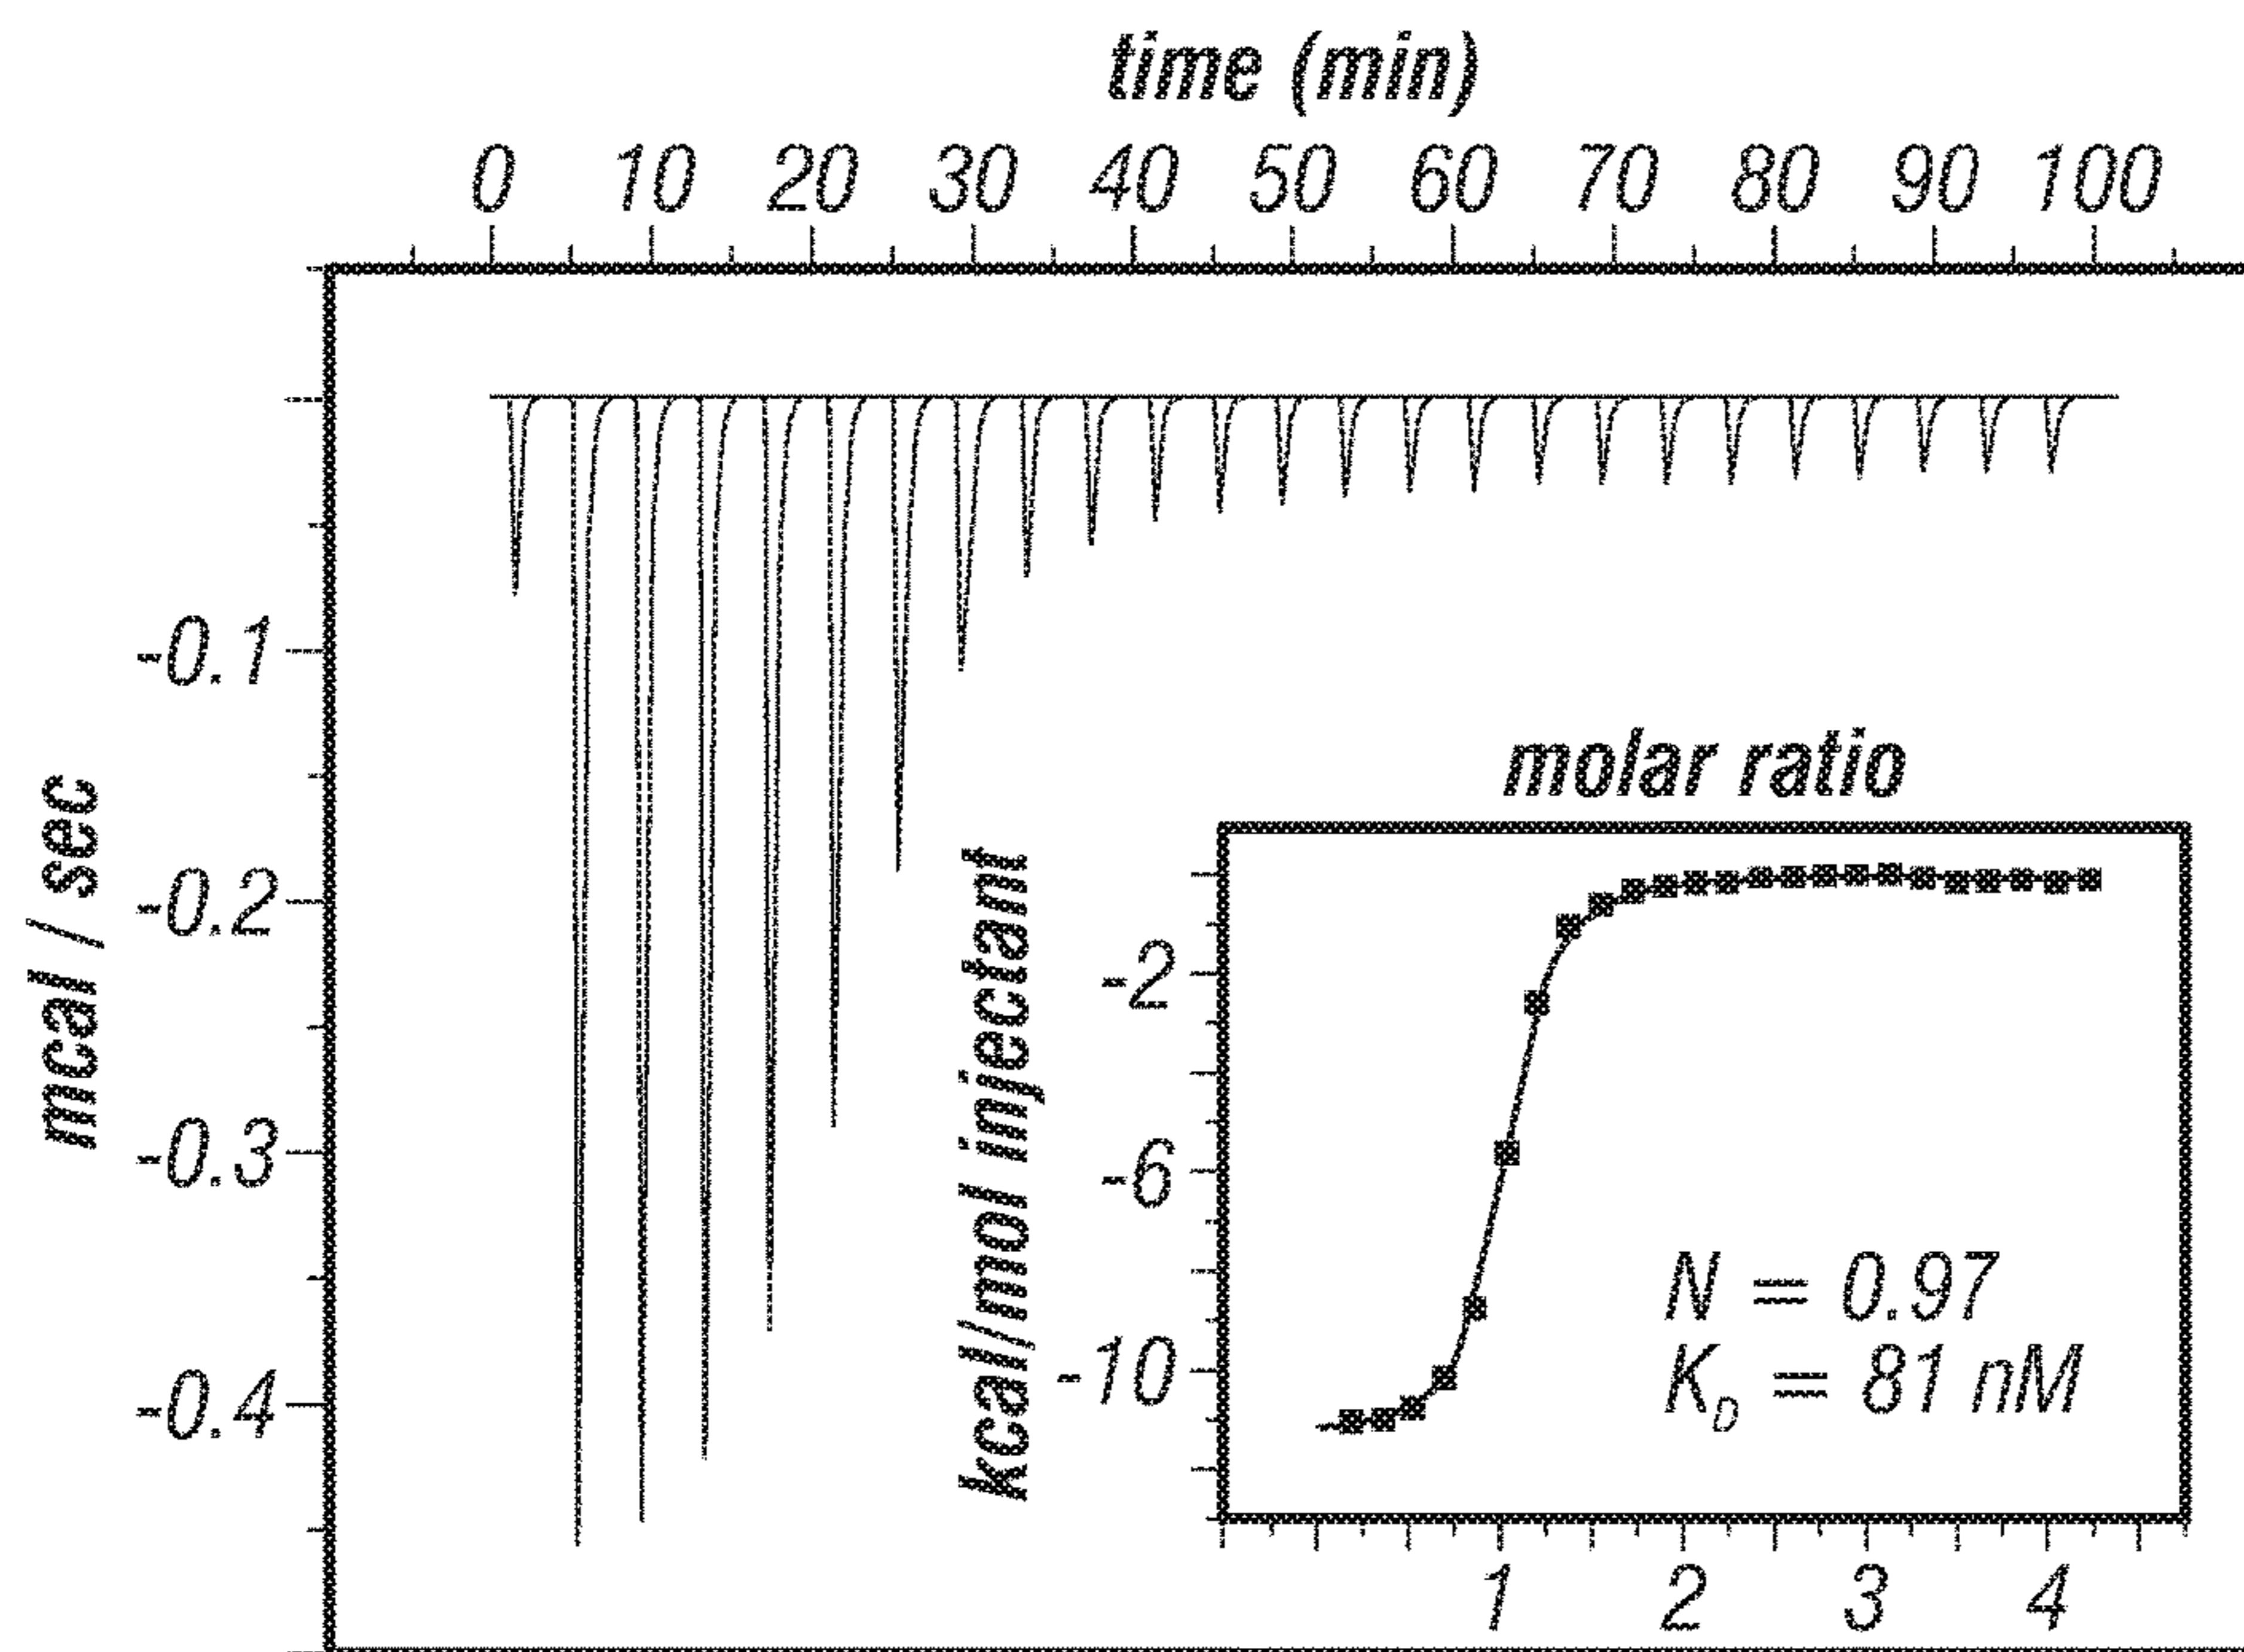 time (min)
0 10 20 30 40 50 60 70 80 90 100
mcal / sec
-0.1
-0.2
-0.3
-0.4
molar ratio
kcal/mol injectant
-2
-6
-10
N = 0.97
K_D = 81 nM
1 2 3 4